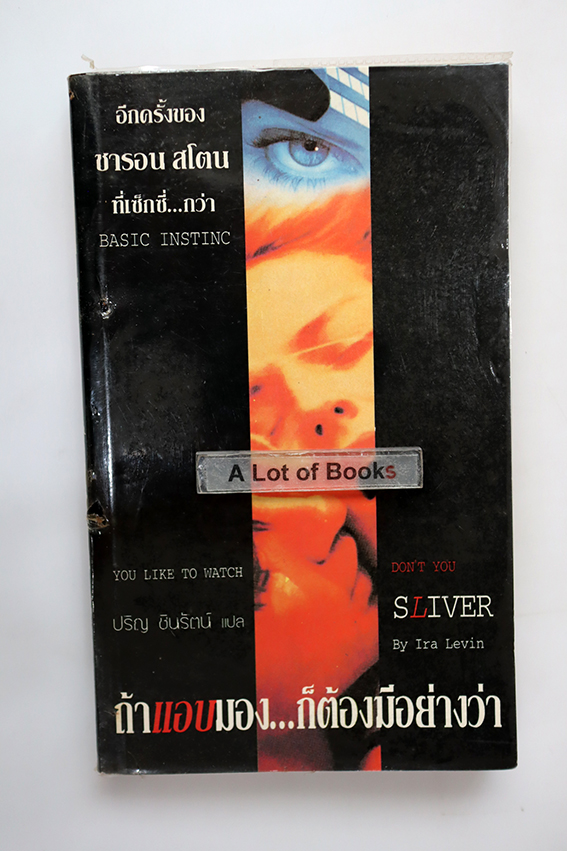 อีกครั้งของ
ชารอน สโตน
ที่เซ็กซี่...กว่า
BASIC INSTINC
A Lot of Books
YOU LIKE TO WATCH
DON'T YOU
ปริญ ชินรัตน์ แปล
SLIVER
By Ira Levin
ถ้าแอบมอง...ก็ต้องมีอย่างว่า